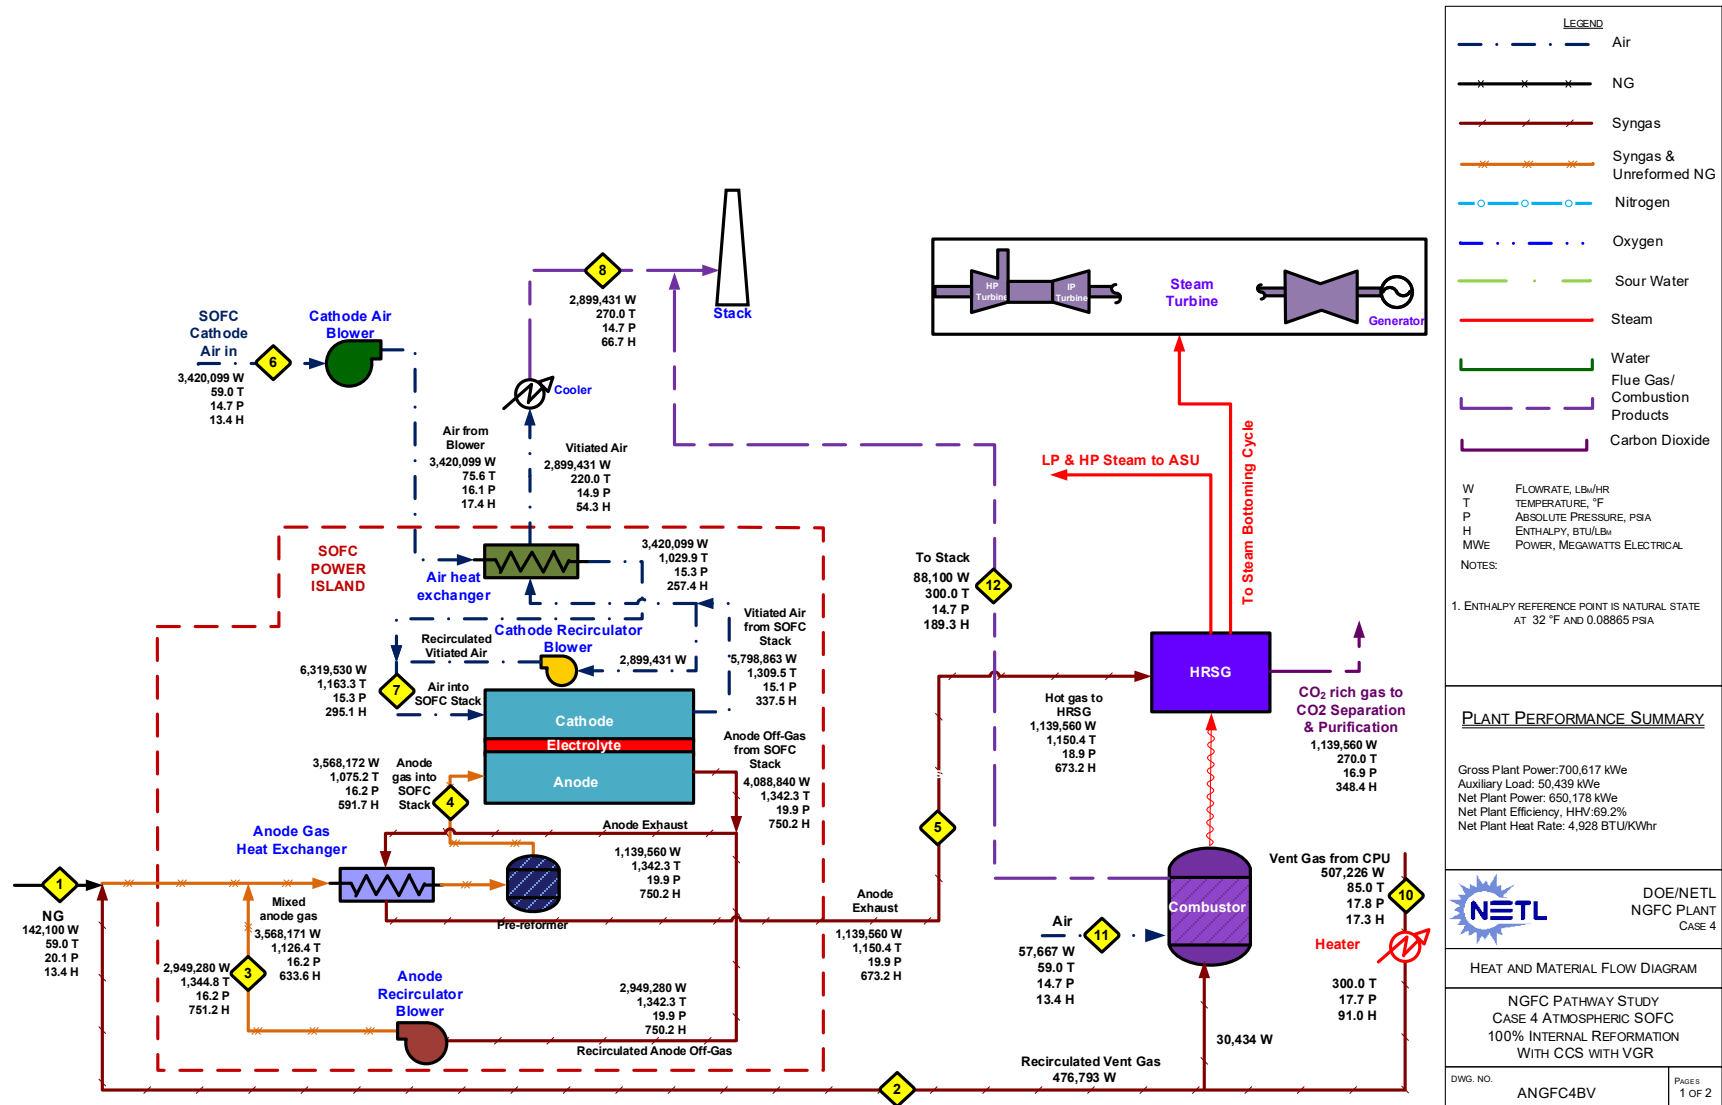 LEGEND
Air
NG
Syngas
Syngas &
Unreformed NG
Nitrogen
Oxygen
Sour Water
Steam
Water
Flue Gas/
Combustion
Products
Carbon Dioxide
W FLOWRATE, LBM/HR
T TEMPERATURE, °F
P ABSOLUTE PRESSURE, PSIA
H ENTHALPY, BTU/LBM
MWE POWER, MEGAWATTS ELECTRICAL
NOTES:
1. ENTHALPY REFERENCE POINT IS NATURAL STATE
AT 32 °F AND 0.08865 PSIA
PLANT PERFORMANCE SUMMARY
Gross Plant Power:700,617 kWe
Auxiliary Load: 50,439 kWe
Net Plant Power: 650,178 kWe
Net Plant Efficiency, HHV:69.2%
Net Plant Heat Rate: 4,928 BTU/KWhr
NETL
DOE/NETL
NGFC PLANT
CASE 4
HEAT AND MATERIAL FLOW DIAGRAM
NGFC PATHWAY STUDY
CASE 4 ATMOSPHERIC SOFC
100% INTERNAL REFORMATION
WITH CCS WITH VGR
DWG. NO.
ANGFC4BV
PAGES
1 OF 2
8
2,899,431 W
270.0 T
14.7 P
66.7 H
Stack
HP
Turbine
IP
Turbine
Steam
Turbine
Generator
SOFC
Cathode
Air in
6
3,420,099 W
59.0 T
14.7 P
13.4 H
Cathode Air
Blower
Cooler
Air from
Blower
3,420,099 W
75.6 T
16.1 P
17.4 H
Vitiated Air
2,899,431 W
220.0 T
14.9 P
54.3 H
LP & HP Steam to ASU
To Steam Bottoming Cycle
To Stack
88,100 W
300.0 T
14.7 P
189.3 H
12
SOFC
POWER
ISLAND
Air heat
exchanger
3,420,099 W
1,029.9 T
15.3 P
257.4 H
Cathode Recirculator
Blower
Recirculated
Vitiated Air
2,899,431 W
Vitiated Air
from SOFC
Stack
5,798,863 W
1,309.5 T
15.1 P
337.5 H
6,319,530 W
1,163.3 T
15.3 P
295.1 H
7
Air into
SOFC Stack
Cathode
Electrolyte
Anode
HRSG
Hot gas to
HRSG
1,139,560 W
1,150.4 T
18.9 P
673.2 H
CO2 rich gas to
CO2 Separation
& Purification
1,139,560 W
270.0 T
16.9 P
348.4 H
3,568,172 W
1,075.2 T
16.2 P
591.7 H
Anode
gas into
SOFC
Stack
4
Anode Off-Gas
from SOFC
Stack
4,088,840 W
1,342.3 T
19.9 P
750.2 H
s
5
Anode Gas
Heat Exchanger
Anode Exhaust
1,139,560 W
1,342.3 T
19.9 P
750.2 H
Pre-reformer
1
NG
142,100 W
59.0 T
20.1 P
13.4 H
Mixed
anode gas
3,568,171 W
1,126.4 T
16.2 P
633.6 H
2,949,280 W
1,344.8 T
16.2 P
751.2 H
3
Anode
Recirculator
Blower
2,949,280 W
1,342.3 T
19.9 P
750.2 H
Recirculated Anode Off-Gas
Anode
Exhaust
1,139,560 W
1,150.4 T
19.9 P
673.2 H
Air
11
57,667 W
59.0 T
14.7 P
13.4 H
Combustor
Vent Gas from CPU
507,226 W
85.0 T
17.8 P
17.3 H
10
Heater
300.0 T
17.7 P
91.0 H
30,434 W
Recirculated Vent Gas
476,793 W
2